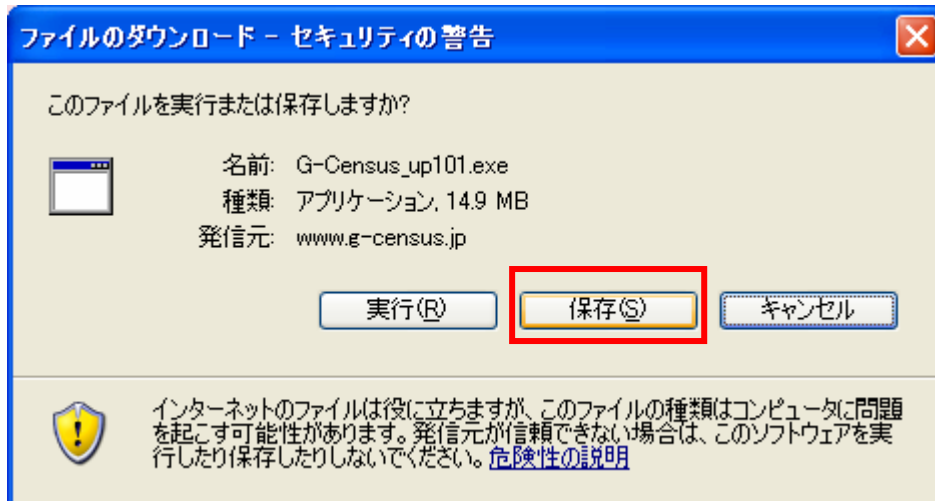 ファイルのダウンロード - セキュリティの警告
このファイルを実行または保存しますか?
名前: G-Census_up101.exe
種類: アプリケーション, 14.9 MB
発信元: www.g-census.jp
実行(R) 保存(S) キャンセル
インターネットのファイルは役に立ちますが、このファイルの種類はコンピュータに問題
を起こす可能性があります。発信元が信頼できない場合は、このソフトウェアを実
行したり保存したりしないでください。危険性の説明